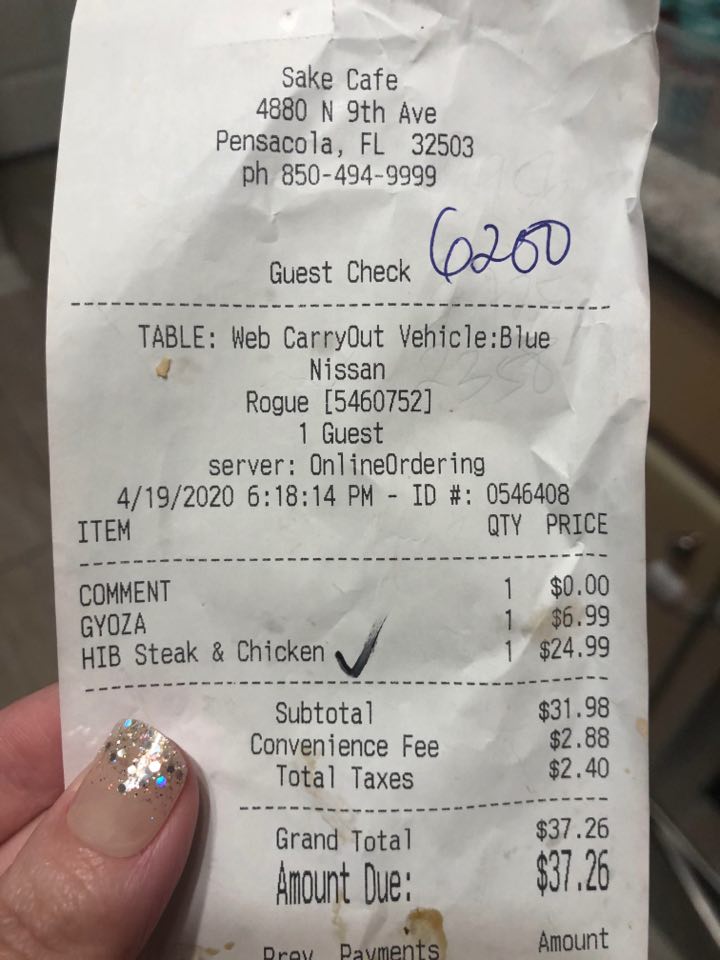 Sake Cafe
4880 N 9th Ave
Pensacola, FL 32503
ph 850-494-9999
6200
Guest Check
TABLE: Web CarryOut Vehicle:Blue
Nissan
Rogue [5460752]
1 Guest
server: OnlineOrdering
4/19/2020 6:18:14 PM - ID #: 0546408
ITEM QTY PRICE
COMMENT 1 $0.00
GYOZA 1 $6.99
HIB Steak & Chicken 1 $24.99
Subtotal $31.98
Convenience Fee $2.88
Total Taxes $2.40
Grand Total $37.26
Amount Due: $37.26
Prev Payments Amount